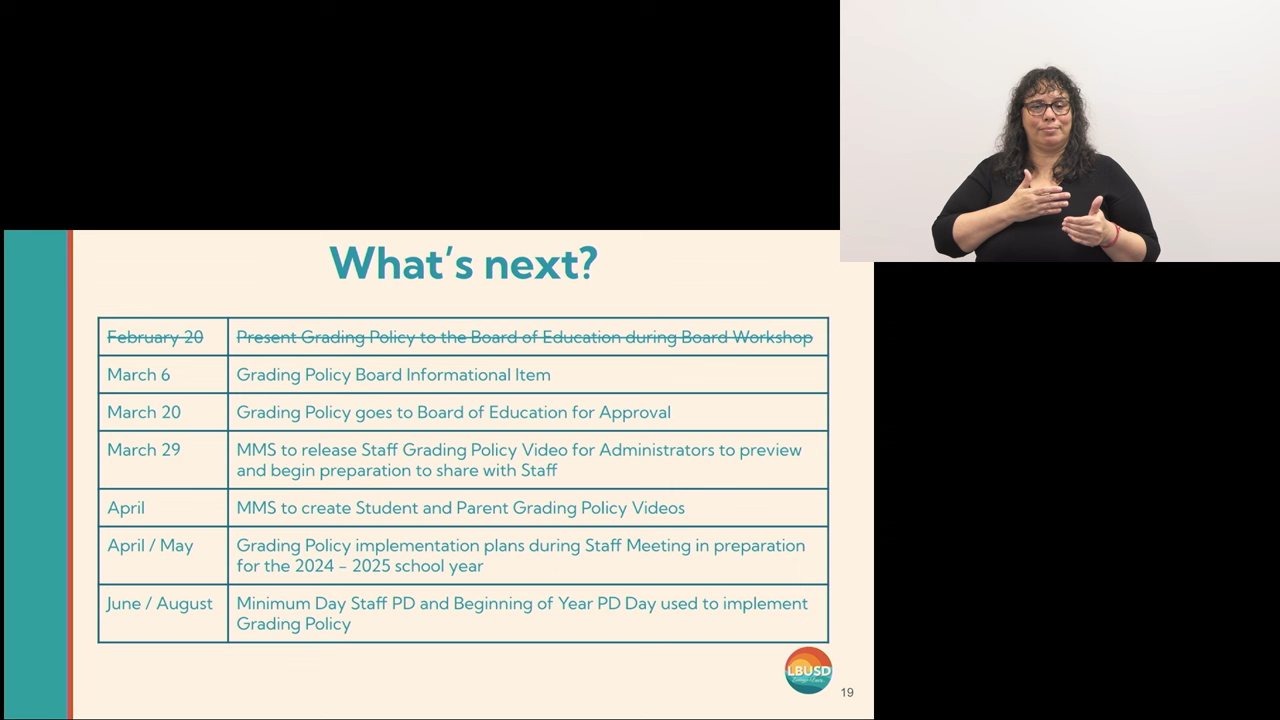 What's next?
February 20
Present Grading Policy to the Board of Education during Board Workshop
March 6
Grading Policy Board Informational Item
March 20
Grading Policy goes to Board of Education for Approval
March 29
MMS to release Staff Grading Policy Video for Administrators to preview
and begin preparation to share with Staff
April
MMS to create Student and Parent Grading Policy Videos
April / May
Grading Policy implementation plans during Staff Meeting in preparation
for the 2024 - 2025 school year
June / August
Minimum Day Staff PD and Beginning of Year PD Day used to implement
Grading Policy
LBUSD
19